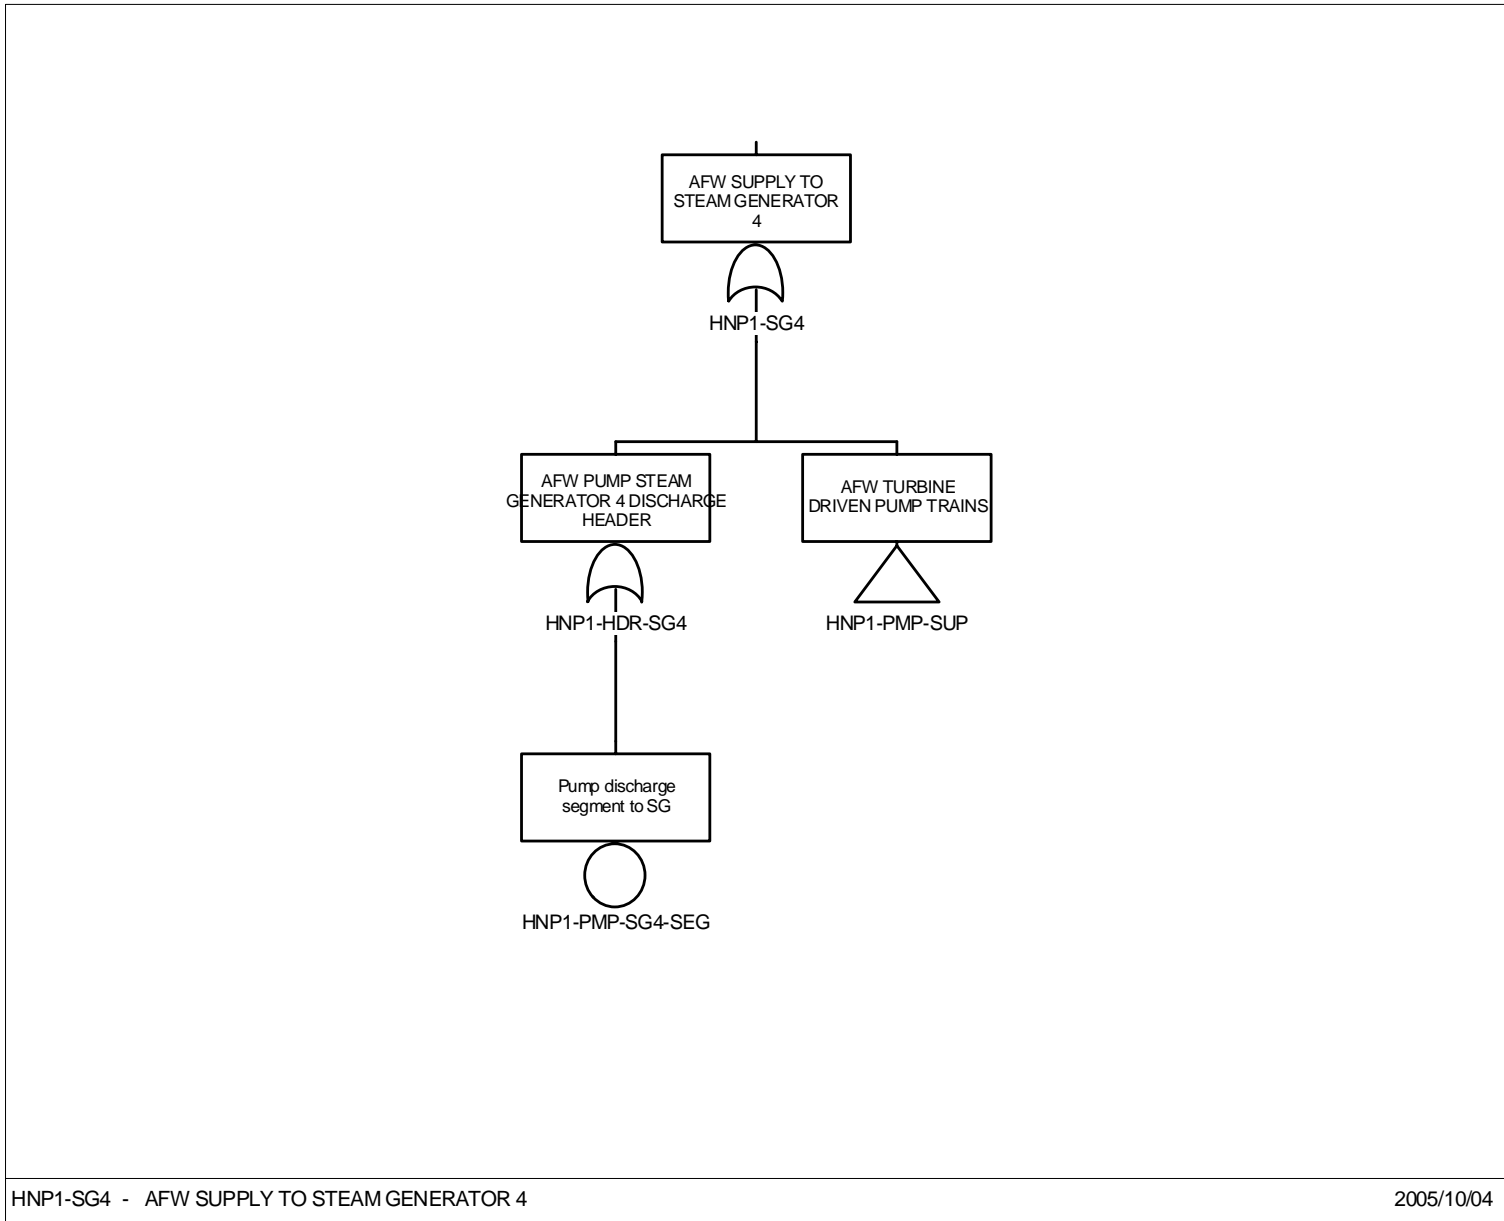 AFW SUPPLY TO
STEAM GENERATOR
4
HNP1-SG4
AFW PUMP STEAM
GENERATOR 4 DISCHARGE
HEADER
HNP1-HDR-SG4
AFW TURBINE
DRIVEN PUMP TRAINS
HNP1-PMP-SUP
Pump discharge
segment to SG
HNP1-PMP-SG4-SEG
HNP1-SG4 - AFW SUPPLY TO STEAM GENERATOR 4
2005/10/04